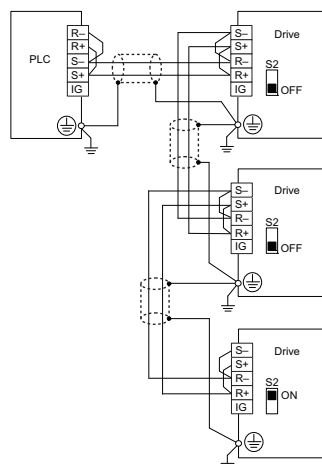 PLC
R–
R+
S–
S+
IG
S–
S+
R–
R+
IG
Drive
S2
OFF
S–
S+
R–
R+
IG
Drive
S2
OFF
S–
S+
R–
R+
IG
Drive
S2
ON